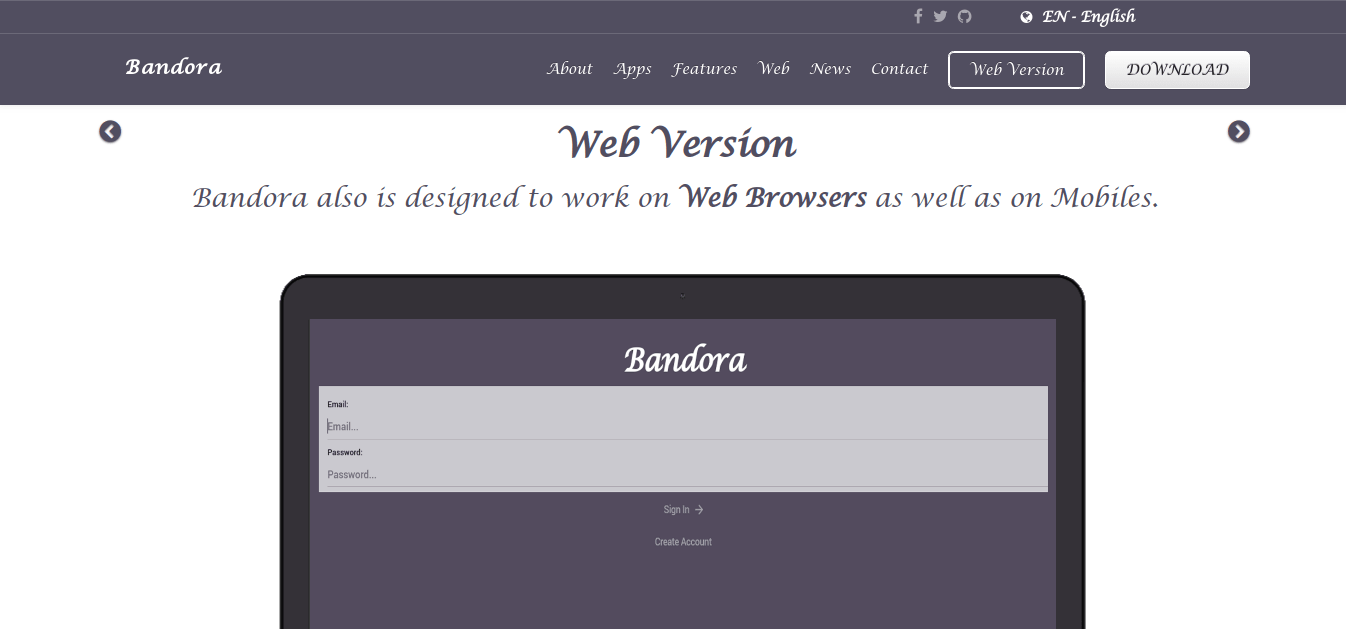 EN - English
Bandora
About Apps Features Web News Contact Web Version DOWNLOAD
Web Version
Bandora also is designed to work on Web Browsers as well as on Mobiles.
Bandora
Email:
Email...
Password:
Password...
Sign In
Create Account